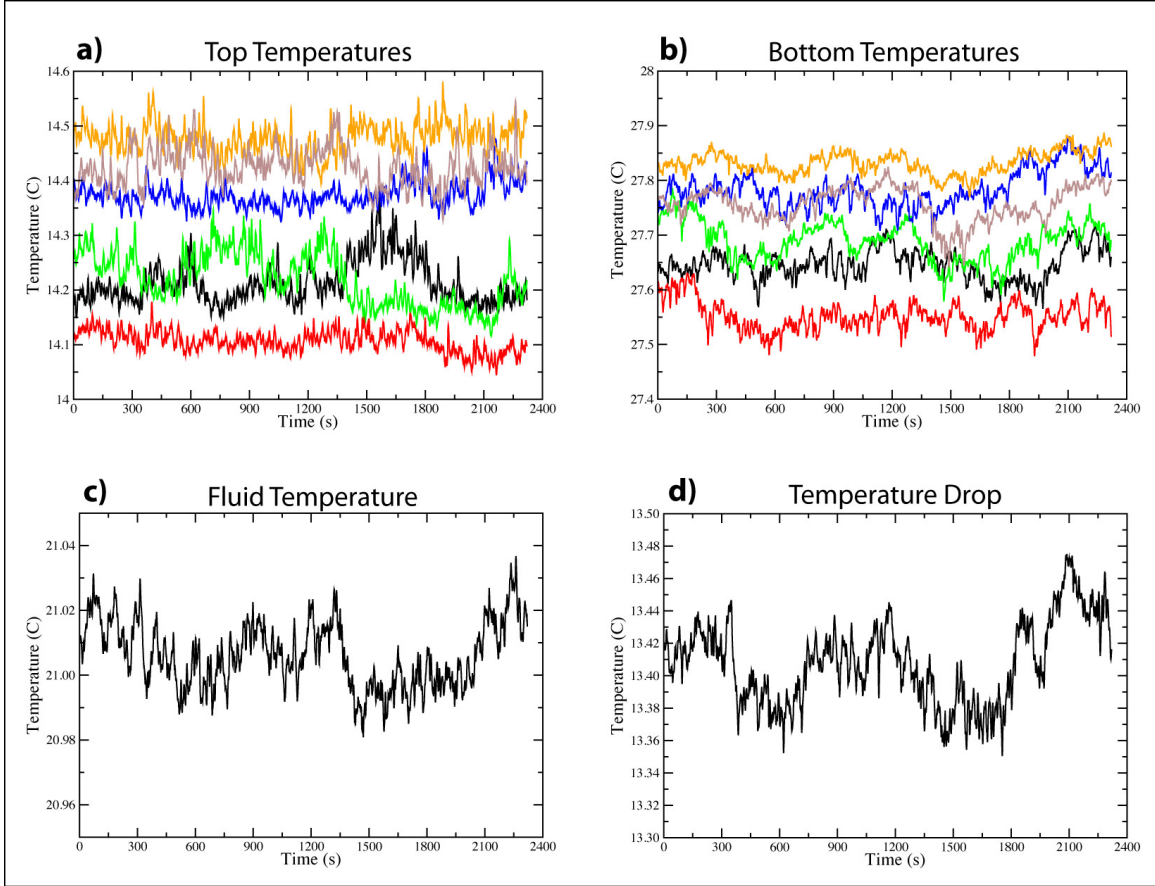 a)
Top Temperatures
14.6
14.5
14.4
14.3
14.2
14.1
14
Temperature (C)
0 300 600 900 1200 1500 1800 2100 2400
Time (s)
b)
Bottom Temperatures
28
27.9
27.8
27.7
27.6
27.5
27.4
Temperature (C)
0 300 600 900 1200 1500 1800 2100 2400
Time (s)
c)
Fluid Temperature
21.04
21.02
21.00
20.98
20.96
Temperature (C)
0 300 600 900 1200 1500 1800 2100 2400
Time (s)
d)
Temperature Drop
13.50
13.48
13.46
13.44
13.42
13.40
13.38
13.36
13.34
13.32
13.30
Temperature (C)
0 300 600 900 1200 1500 1800 2100 2400
Time (s)